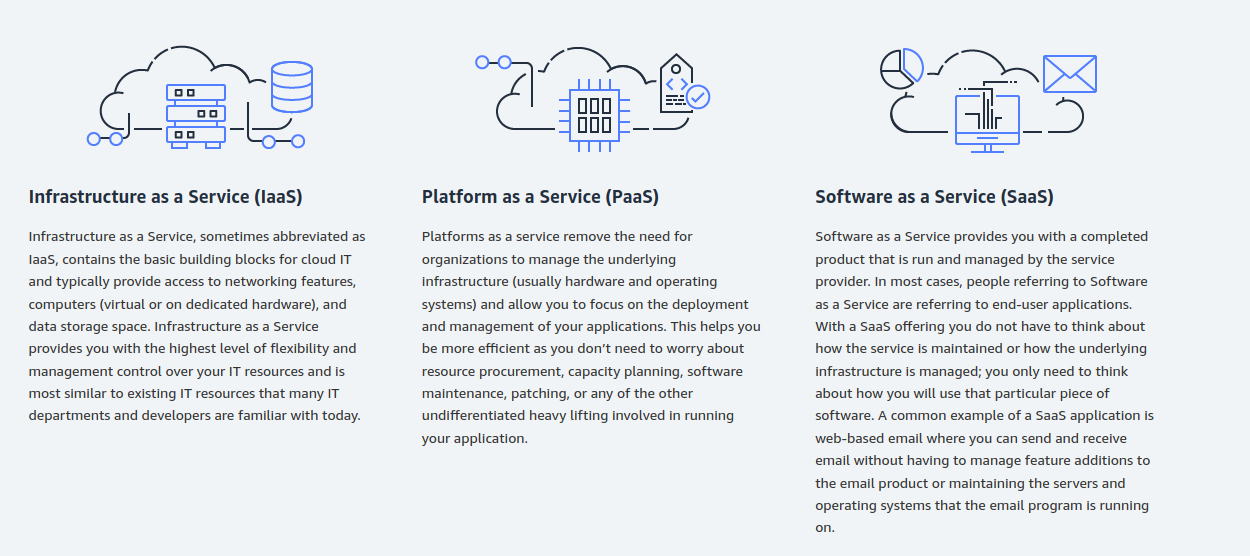 Infrastructure as a Service (IaaS)
Infrastructure as a Service, sometimes abbreviated as
IaaS, contains the basic building blocks for cloud IT
and typically provide access to networking features,
computers (virtual or on dedicated hardware), and
data storage space. Infrastructure as a Service
provides you with the highest level of flexibility and
management control over your IT resources and is
most similar to existing IT resources that many IT
departments and developers are familiar with today.
Platform as a Service (PaaS)
Platforms as a service remove the need for
organizations to manage the underlying
infrastructure (usually hardware and operating
systems) and allow you to focus on the deployment
and management of your applications. This helps you
be more efficient as you don’t need to worry about
resource procurement, capacity planning, software
maintenance, patching, or any of the other
undifferentiated heavy lifting involved in running
your application.
Software as a Service (SaaS)
Software as a Service provides you with a completed
product that is run and managed by the service
provider. In most cases, people referring to Software
as a Service are referring to end-user applications.
With a SaaS offering you do not have to think about
how the service is maintained or how the underlying
infrastructure is managed; you only need to think
about how you will use that particular piece of
software. A common example of a SaaS application is
web-based email where you can send and receive
email without having to manage feature additions to
the email product or maintaining the servers and
operating systems that the email program is running
on.